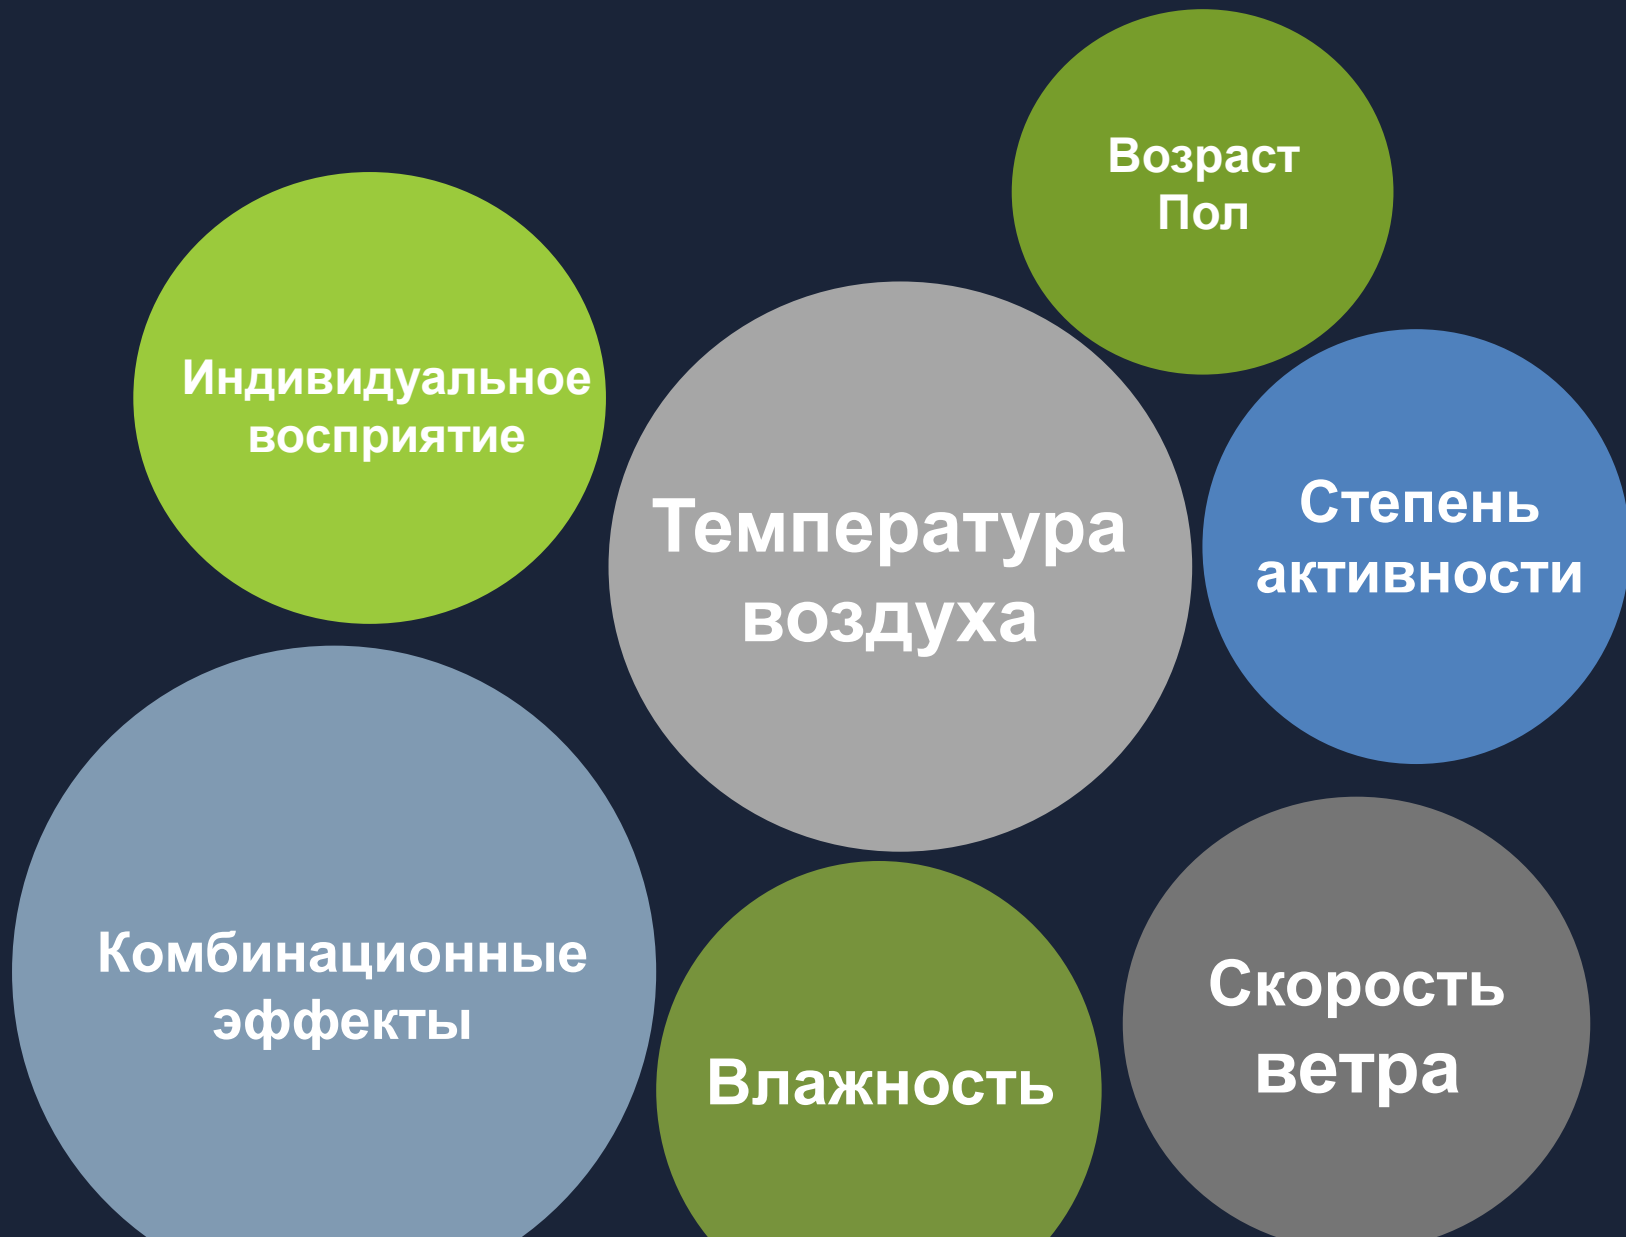 Возраст
Пол
Индивидуальное
восприятие
Температура
воздуха
Степень
активности
Комбинационные
эффекты
Влажность
Скорость
ветра